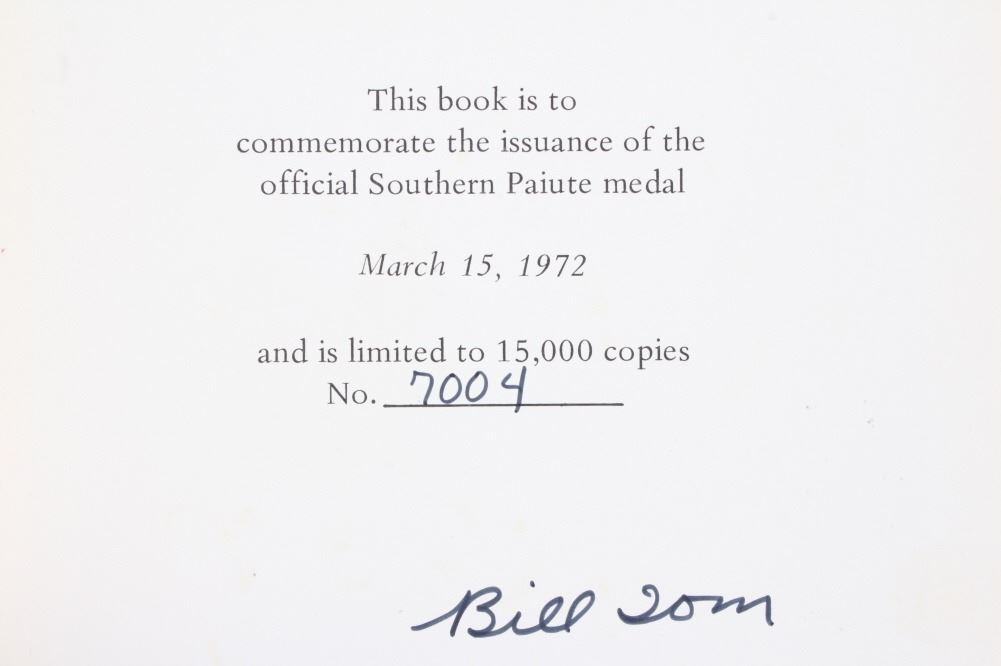 This book is to
commemorate the issuance of the
official Southern Paiute medal
March 15, 1972
and is limited to 15,000 copies
No. 7004
Bill Tom